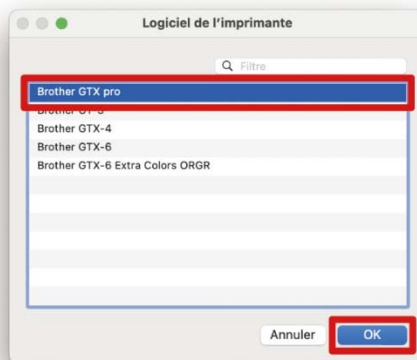 Logiciel de l'imprimante
Filtre
Brother GTX pro
Brother GTX-4
Brother GTX-6
Brother GTX-6 Extra Colors ORGR
Annuler
OK